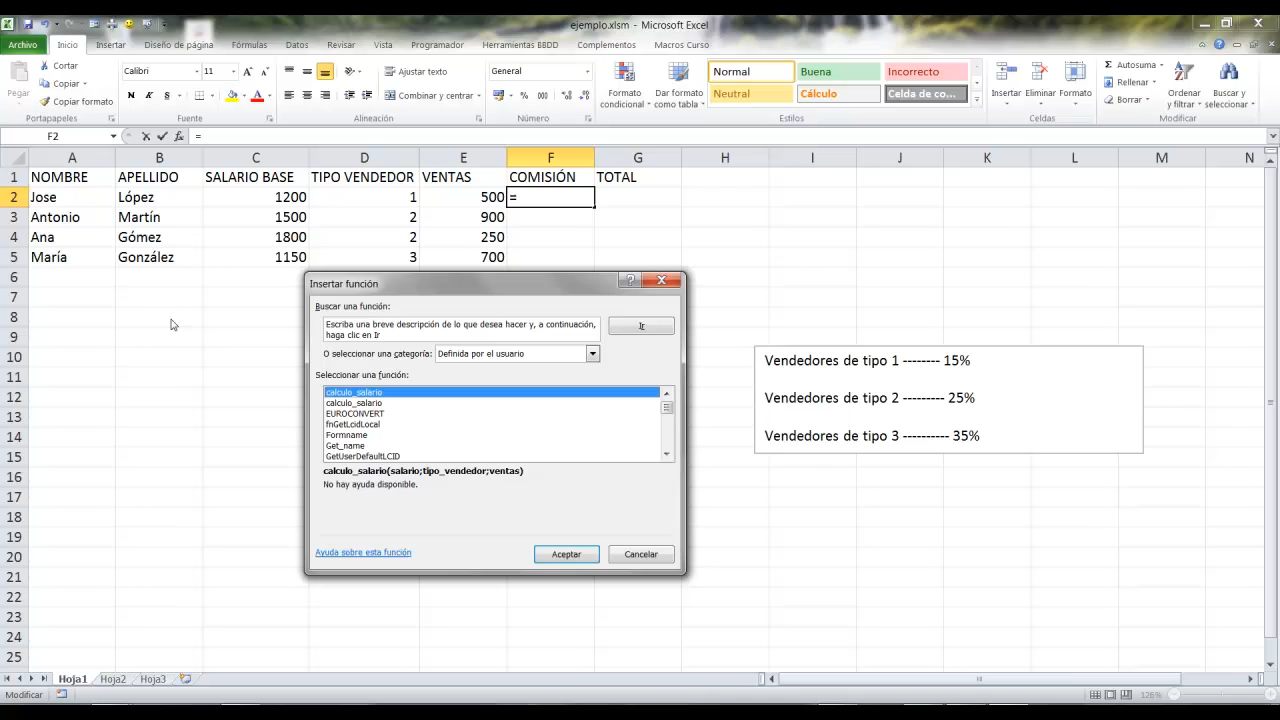 ejemplo.xlsm - Microsoft Excel
Archivo Inicio Insertar Diseño de página Fórmulas Datos Revisar Vista Programador Herramientas BBDD Complementos Macros Curso
Pegar
Cortar
Copiar
Copiar formato
Portapapeles
Calibri 11
N K S
Fuente
Ajustar texto
Combinar y centrar
Alineación
General
% 000
Número
Formato condicional
Dar formato como tabla
Normal Buena Incorrecto
Neutral Cálculo Celda de co...
Estilos
Insertar Eliminar Formato
Celdas
Autosuma
Rellenar
Borrar
Ordenar y filtrar
Buscar y seleccionar
Modificar
F2 fx =
A B C D E F G H I J K L M N
1 NOMBRE APELLIDO SALARIO BASE TIPO VENDEDOR VENTAS COMISIÓN TOTAL
2 Jose López 1200 1 500 =
3 Antonio Martín 1500 2 900
4 Ana Gómez 1800 2 250
5 María González 1150 3 700
6
7
8
9
10
11
12
13
14
15
16
17
18
19
20
21
22
23
24
25
Insertar función
Buscar una función:
Escriba una breve descripción de lo que desea hacer y, a continuación,
haga clic en Ir
Ir
O seleccionar una categoría: Definida por el usuario
Seleccionar una función:
calculo_salario
calculo_salario
EUROCONVERT
fnGetLcidLocal
Formname
Get_name
GetUserDefaultLCID
calculo_salario(salario;tipo_vendedor;ventas)
No hay ayuda disponible.
Ayuda sobre esta función
Aceptar Cancelar
Vendedores de tipo 1 -------- 15%
Vendedores de tipo 2 --------- 25%
Vendedores de tipo 3 ---------- 35%
Hoja1 Hoja2 Hoja3
Modificar
126%